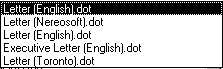 Letter (English).dot
Letter (Nereosoft).dot
Letter (English).dot
Executive Letter (English).dot
Letter (Toronto).dot